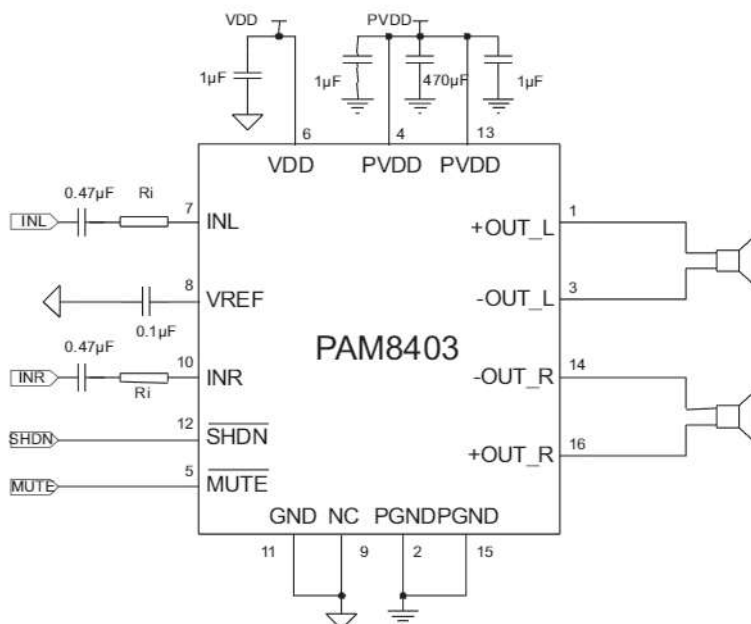 VDD PVDD
1µF 1µF 470µF 1µF
6 4 13
VDD PVDD PVDD
0.47µF Ri
INL 7 INL +OUT_L 1
8 VREF -OUT_L 3
0.1µF
PAM8403
0.47µF
INR 10 INR -OUT_R 14
Ri
SHDN 12 SHDN +OUT_R 16
MUTE 5 MUTE
GND NC PGND PGND
11 9 2 15